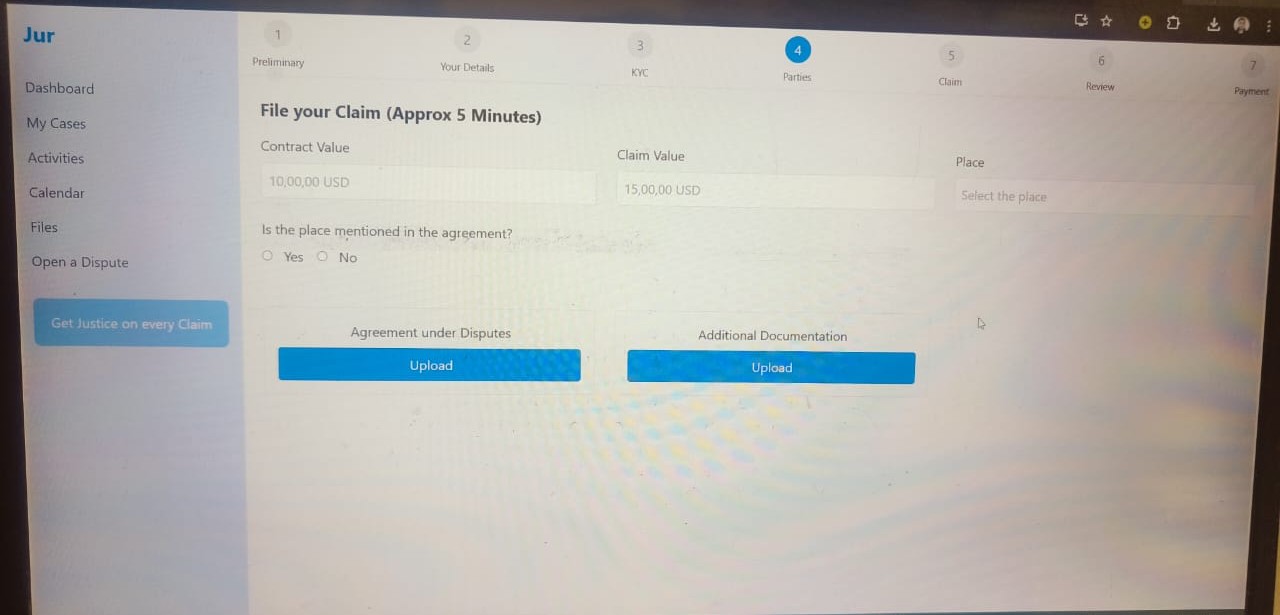 Jur
Dashboard
My Cases
Activities
Calendar
Files
Open a Dispute
Get Justice on every Claim
1
Preliminary
2
Your Details
3
KYC
4
Parties
5
Claim
6
Review
7
Payment
File your Claim (Approx 5 Minutes)
Contract Value
10,00,00 USD
Claim Value
15,00,00 USD
Place
Select the place
Is the place mentioned in the agreement?
Yes No
Agreement under Disputes
Upload
Additional Documentation
Upload